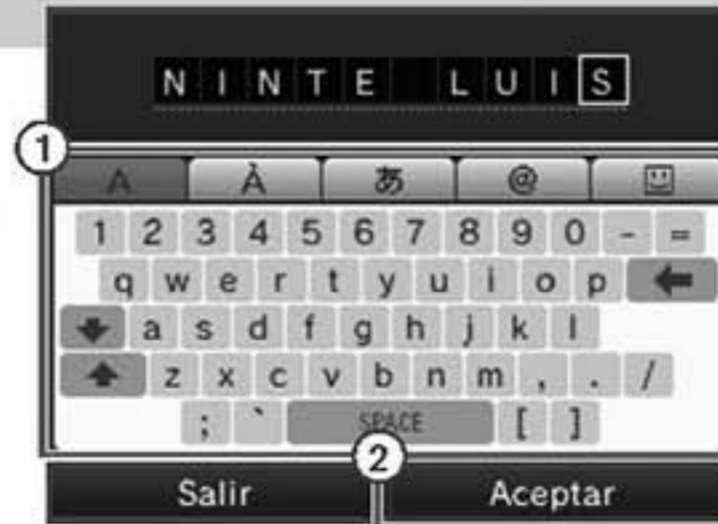 NINTE LUIS
1
A À あ @
1 2 3 4 5 6 7 8 9 0 - =
q w e r t y u i o p
a s d f g h j k l
z x c v b n m , . /
; ` SPACE [ ]
2
Salir Aceptar